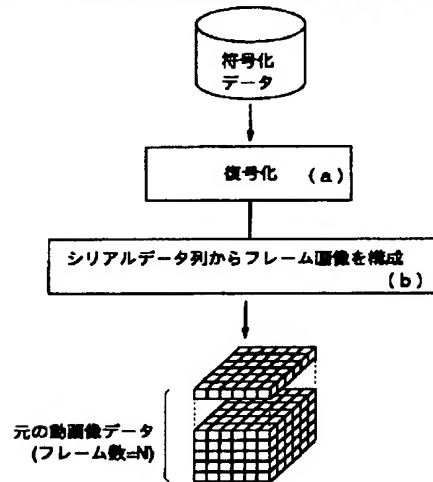 符号化
データ
復号化 (a)
シリアルデータ列からフレーム画像を構成
(b)
元の動画像データ
(フレーム数=N)